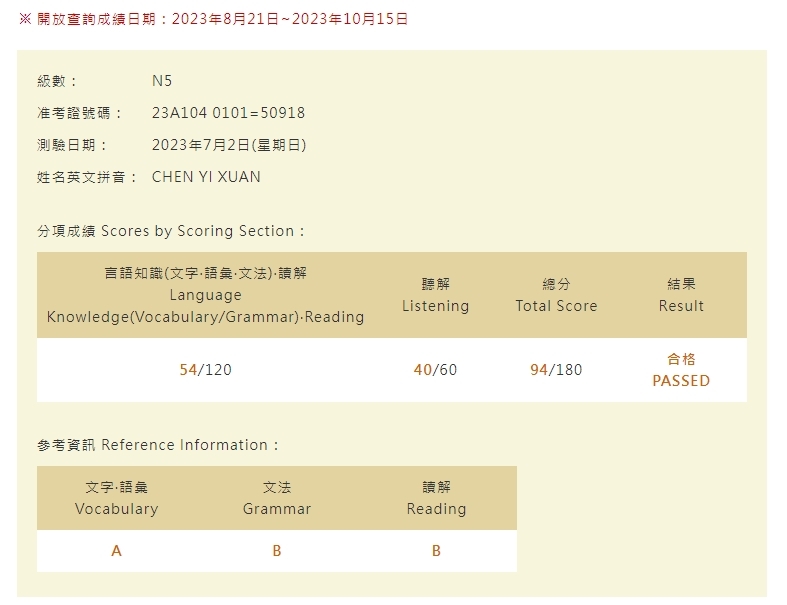 ※ 開放查詢成績日期：2023年8月21日~2023年10月15日
級數： N5
准考證號碼： 23A104 0101=50918
測驗日期： 2023年7月2日(星期日)
姓名英文拼音： CHEN YI XUAN
分項成績 Scores by Scoring Section：
言語知識(文字·語彙·文法)·讀解
Language
Knowledge(Vocabulary/Grammar)·Reading
聽解
Listening
總分
Total Score
結果
Result
54/120
40/60
94/180
合格
PASSED
參考資訊 Reference Information：
文字·語彙
Vocabulary
文法
Grammar
讀解
Reading
A
B
B